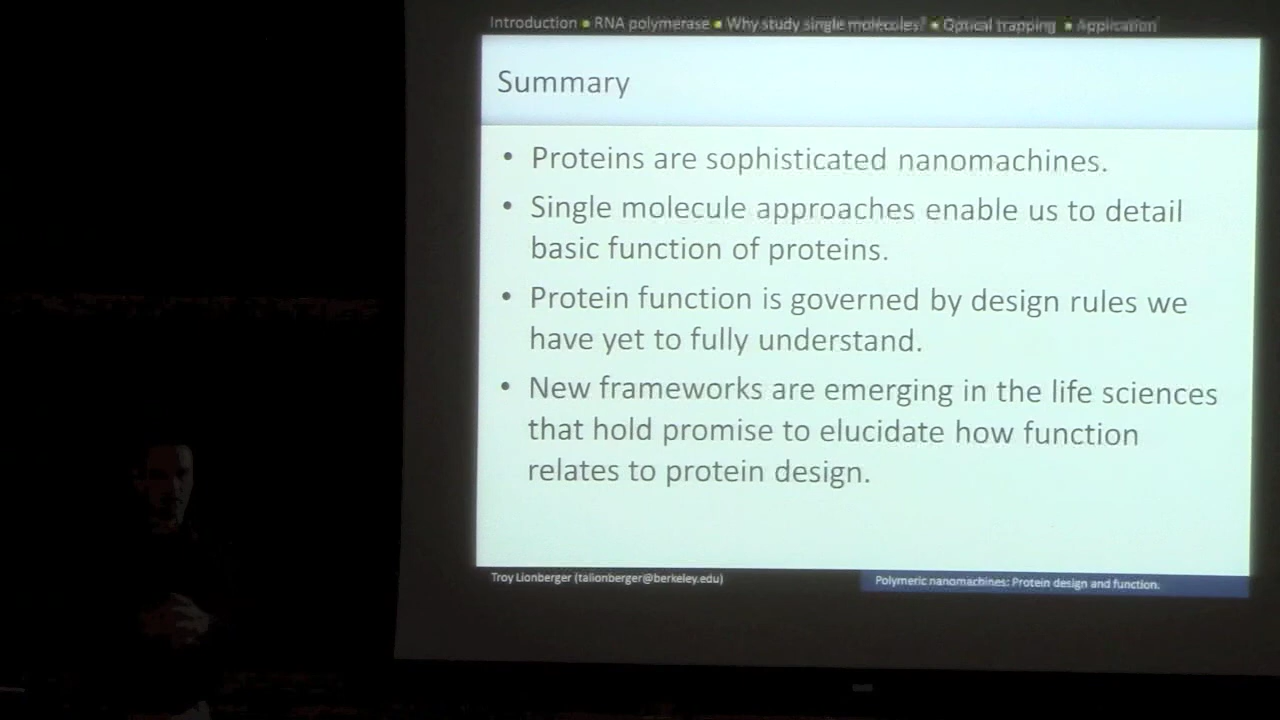 Introduction • RNA polymerase • Why study single molecules? • Optical trapping • Application
Summary
• Proteins are sophisticated nanomachines.
• Single molecule approaches enable us to detail
basic function of proteins.
• Protein function is governed by design rules we
have yet to fully understand.
• New frameworks are emerging in the life sciences
that hold promise to elucidate how function
relates to protein design.
Troy Lionberger (talionberger@berkeley.edu)
Polymeric nanomachines: Protein design and function.